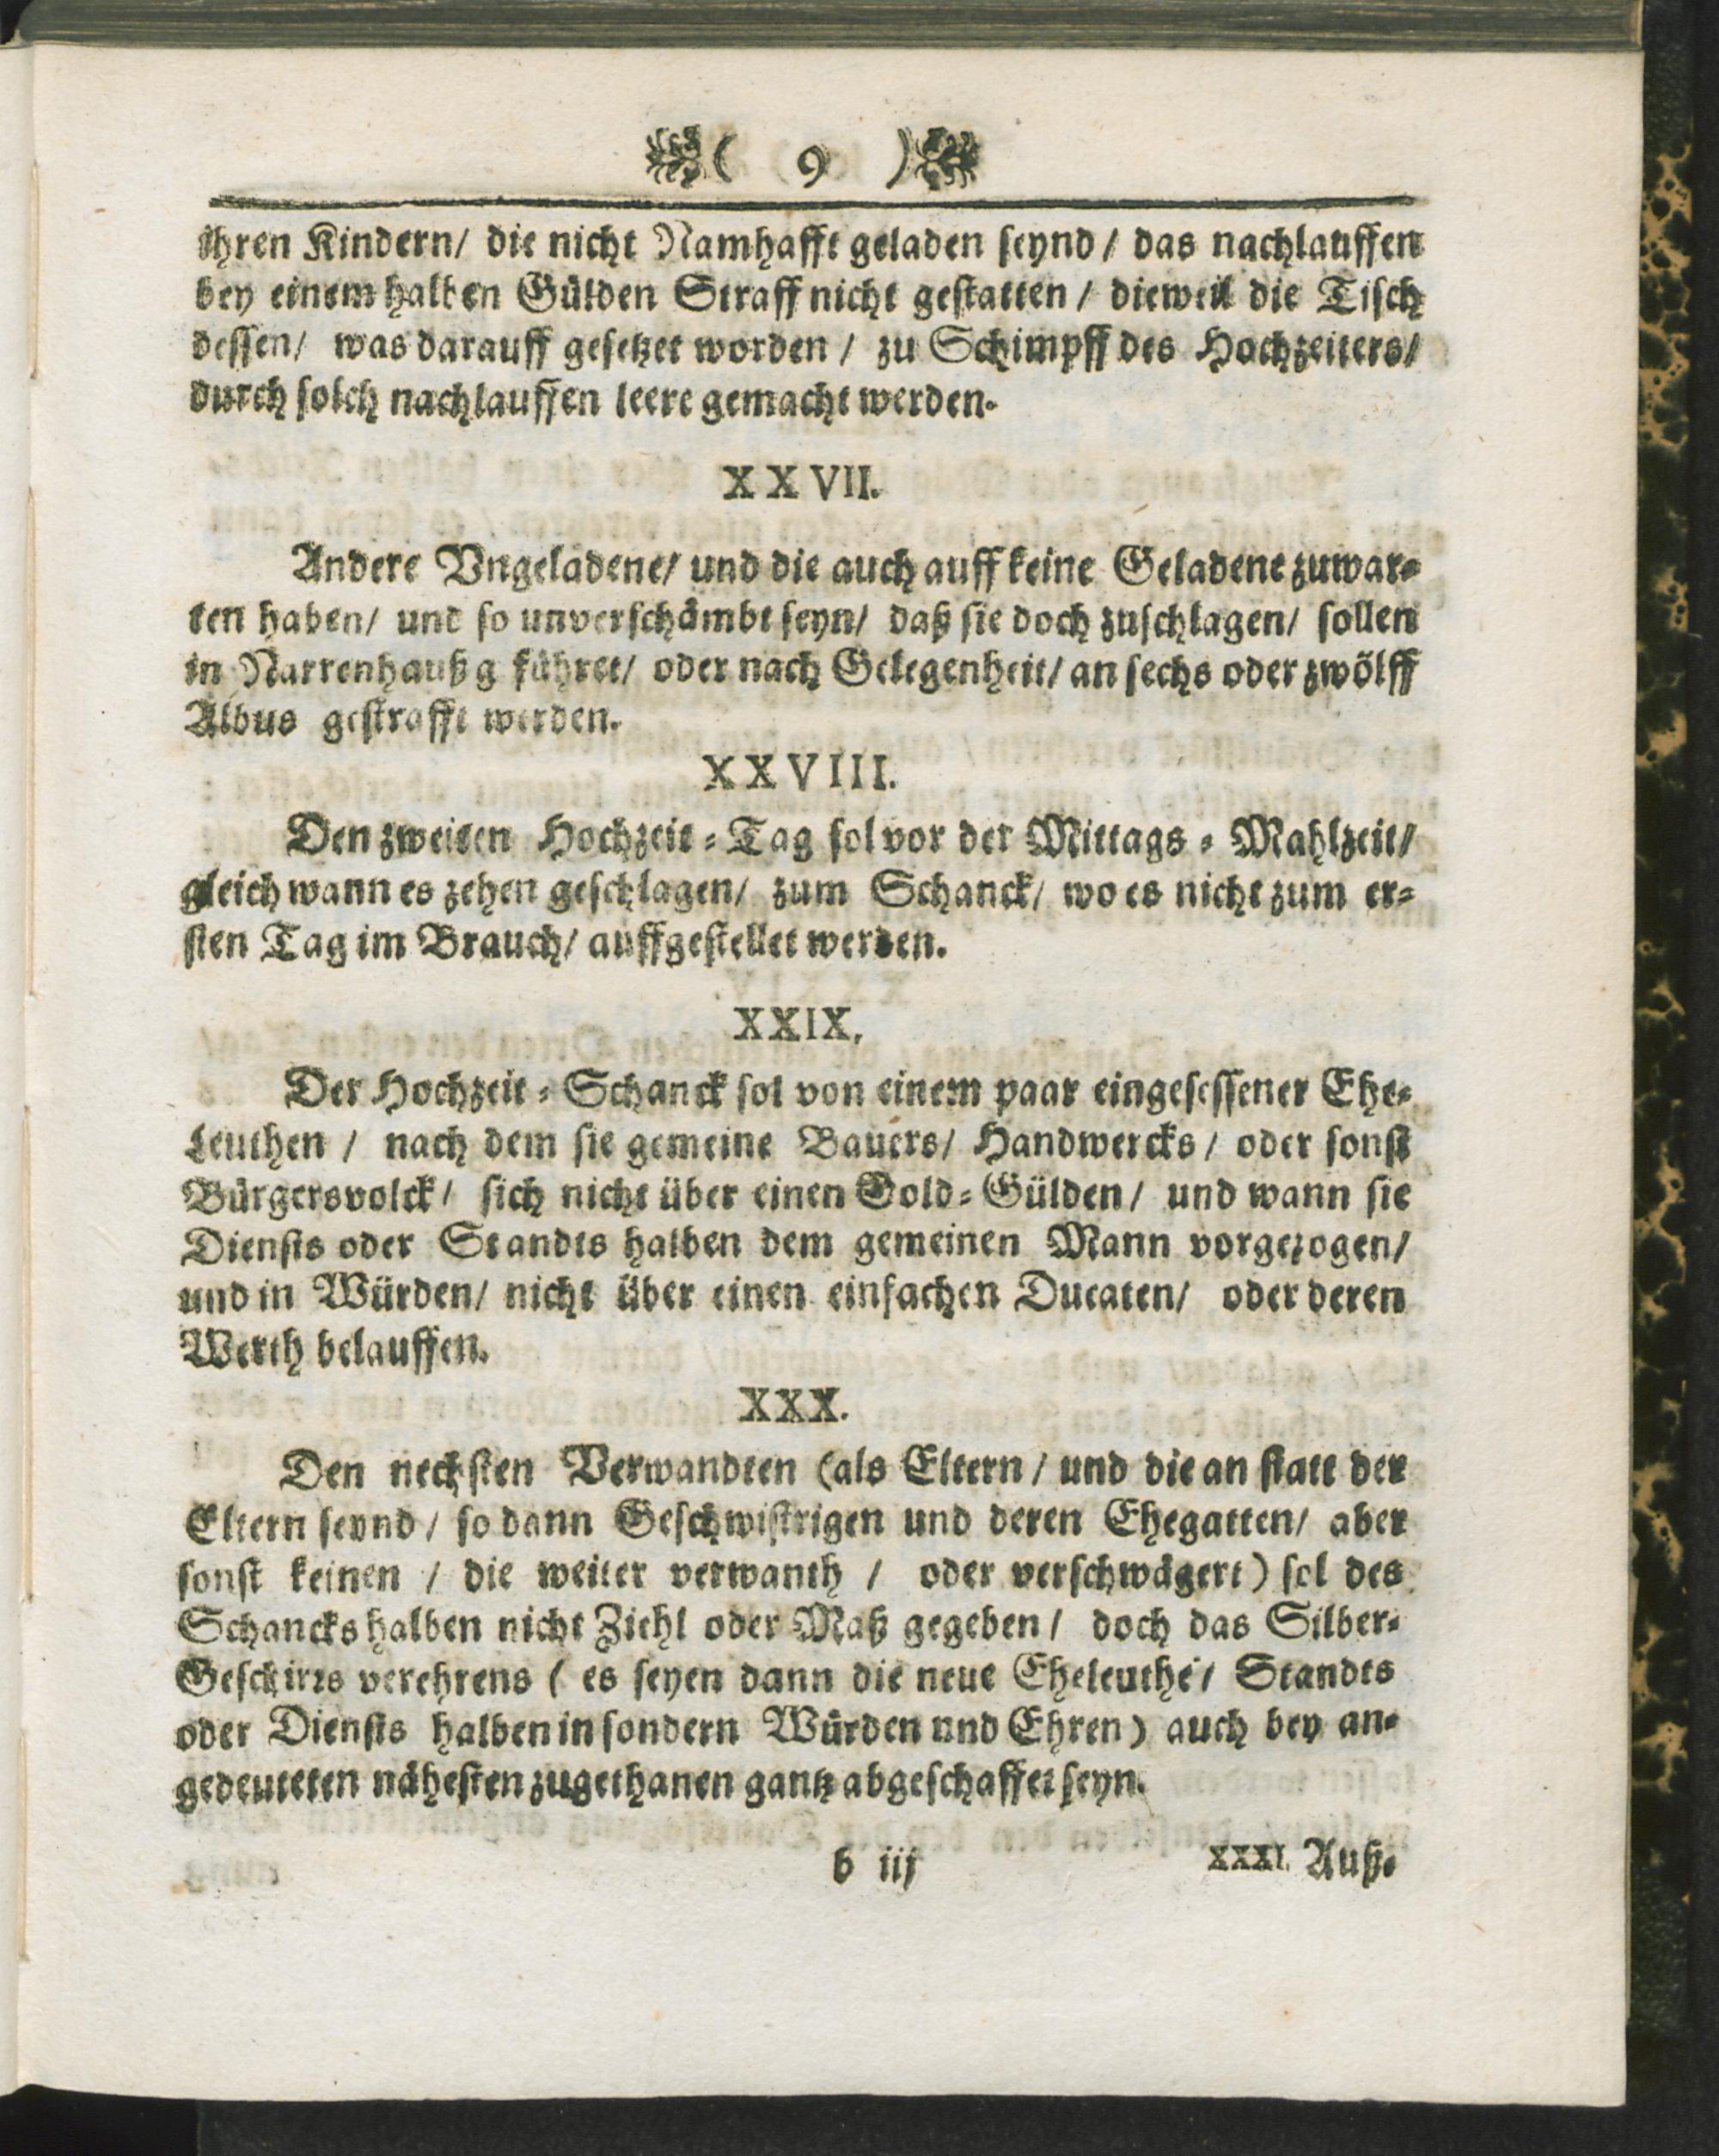 ( 9 )
ihren Kindern/ die nicht Namhafft geladen seynd/ das nachlauffen
bey einem halben Gülden Straff nicht gestatten/ dieweil die Tisch
dessen/ was darauff gesetzet worden/ zu Schimpff des Hochzeiters/
durch solch nachlauffen leere gemacht werden.
XXVII.
Andere Vngeladene/ und die auch auff keine Geladene zuwar-
ten haben/ und so unverschämbt seyn/ daß sie doch zuschlagen/ sollen
in Narrenhauß g führet/ oder nach Gelegenheit/ an sechs oder zwölff
Albus gestrafft werden.
XXVIII.
Den zweiten Hochzeit-Tag sol vor der Mittags-Mahlzeit/
gleich wann es zehen geschlagen/ zum Schanck/ wo es nicht zum er-
sten Tag im Brauch/ auffgestellet werden.
XXIX.
Der Hochzeit-Schanck sol von einem paar eingesessener Ehe-
Leuthen/ nach dem sie gemeine Bauers/ Handwercks/ oder sonst
Bürgersvolck/ sich nicht über einen Gold-Gülden/ und wann sie
Diensts oder Standts halben dem gemeinen Mann vorgezogen/
und in Würden/ nicht über einen einfachen Ducaten/ oder deren
Werth belauffen.
XXX.
Den nechsten Verwandten (als Eltern/ und die an statt der
Eltern seynd/ so dann Geschwistrigen und deren Ehegatten/ aber
sonst keinen/ die weiter verwanth/ oder verschwägert) sol des
Schancks halben nicht Ziehl oder Maß gegeben/ doch das Silber-
Geschirrs verehrens (es seyen dann die neue Eheleuthe/ Standts
oder Diensts halben in sondern Würden nnd Ehren) auch bey an-
gedeuteten nähesten zugethanen gantz abgeschaffet seyn.
b iij
XXXI. Auß-